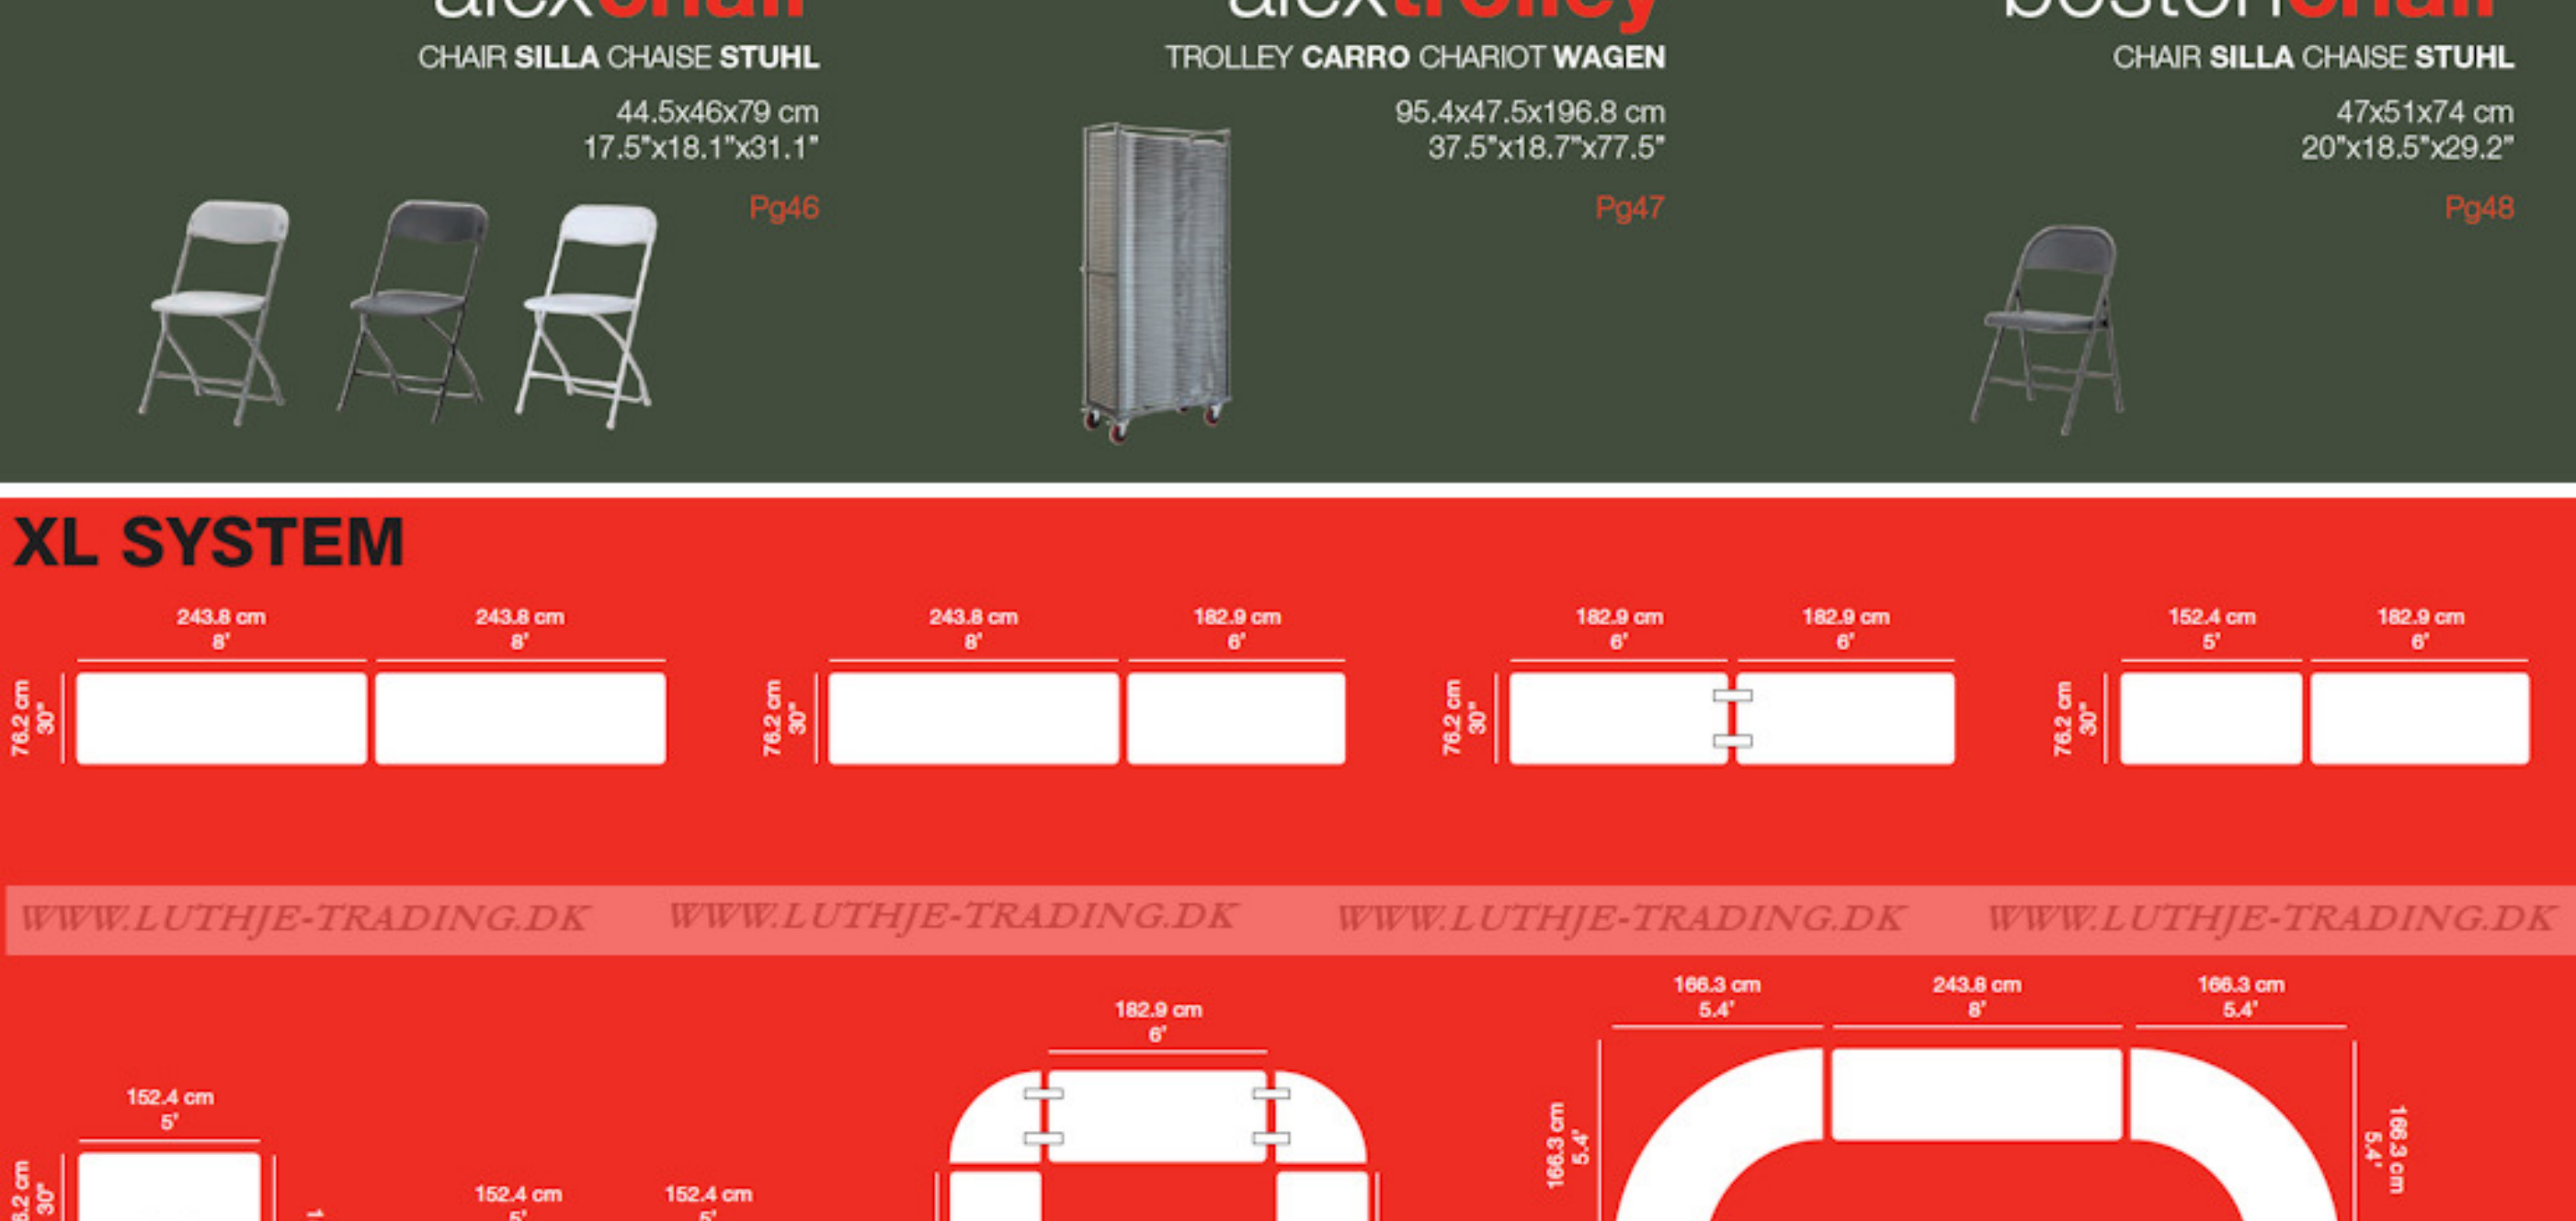 alexchair
CHAIR SILLA CHAISE STUHL
44.5x46x79 cm
17.5"x18.1"x31.1"
Pg46
alextrolley
TROLLEY CARRO CHARIOT WAGEN
95.4x47.5x196.8 cm
37.5"x18.7"x77.5"
Pg47
bostonchair
CHAIR SILLA CHAISE STUHL
47x51x74 cm
20"x18.5"x29.2"
Pg48
XL SYSTEM
243.8 cm
8'
243.8 cm
8'
76.2 cm
30"
243.8 cm
8'
182.9 cm
6'
76.2 cm
30"
182.9 cm
6'
182.9 cm
6'
76.2 cm
30"
152.4 cm
5'
182.9 cm
6'
76.2 cm
30"
WWW.LUTHJE-TRADING.DK WWW.LUTHJE-TRADING.DK WWW.LUTHJE-TRADING.DK WWW.LUTHJE-TRADING.DK
152.4 cm
5'
30"
152.4 cm
5'
152.4 cm
5'
182.9 cm
6'
166.3 cm
5.4'
243.8 cm
8'
166.3 cm
5.4'
166.3 cm
5.4'
166.3 cm
5.4'